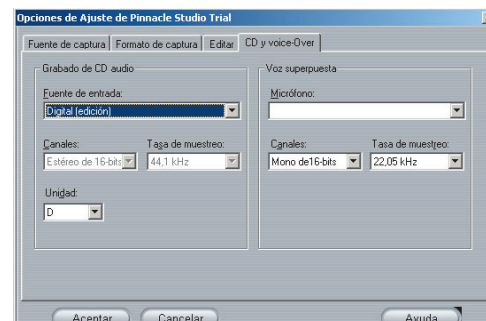 Opciones de Ajuste de Pinnacle Studio Trial
Fuente de captura Formato de captura Editar CD y voice-Over
Grabado de CD audio
Fuente de entrada:
Digital (edición)
Canales: Tasa de muestreo:
Estéreo de 16-bits 44,1 kHz
Unidad:
D
Voz superpuesta
Micrófono:
Canales: Tasa de muestreo:
Mono de16-bits 22,05 kHz
Aceptar Cancelar Ayuda